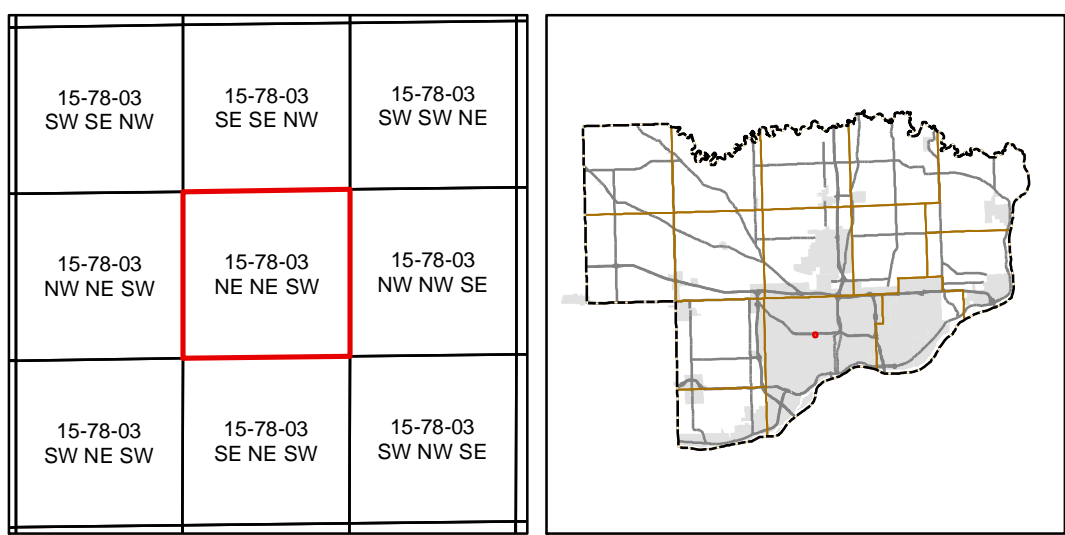 15-78-03
SW SE NW
15-78-03
SE SE NW
15-78-03
SW SW NE
15-78-03
NW NE SW
15-78-03
NE NE SW
15-78-03
NW NW SE
15-78-03
SW NE SW
15-78-03
SE NE SW
15-78-03
SW NW SE